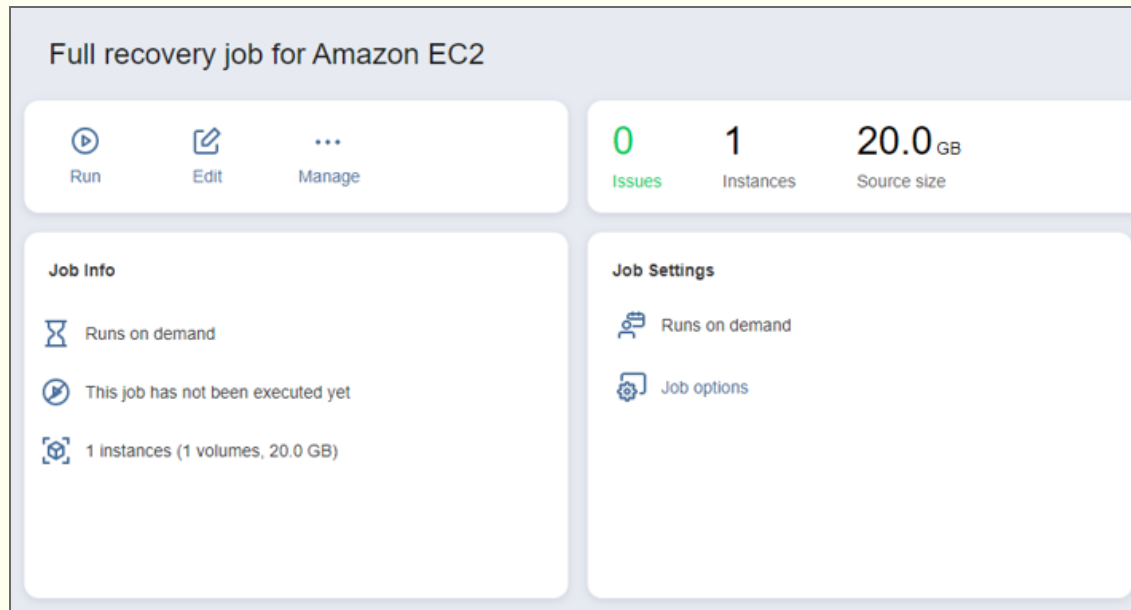 Full recovery job for Amazon EC2
Run Edit Manage
0 1 20.0 GB
Issues Instances Source size
Job Info
Runs on demand
This job has not been executed yet
1 instances (1 volumes, 20.0 GB)
Job Settings
Runs on demand
Job options